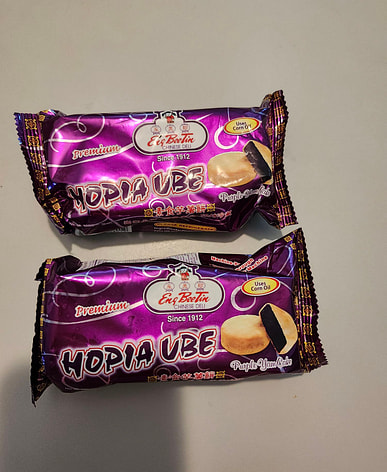 Premium
Eng Bee Tin
CHINESE DELI
Since 1912
Uses
Corn Oil
HOPIA UBE
Purple Yam Cake
Premium
Eng Bee Tin
CHINESE DELI
Since 1912
Uses
Corn Oil
HOPIA UBE
Purple Yam Cake